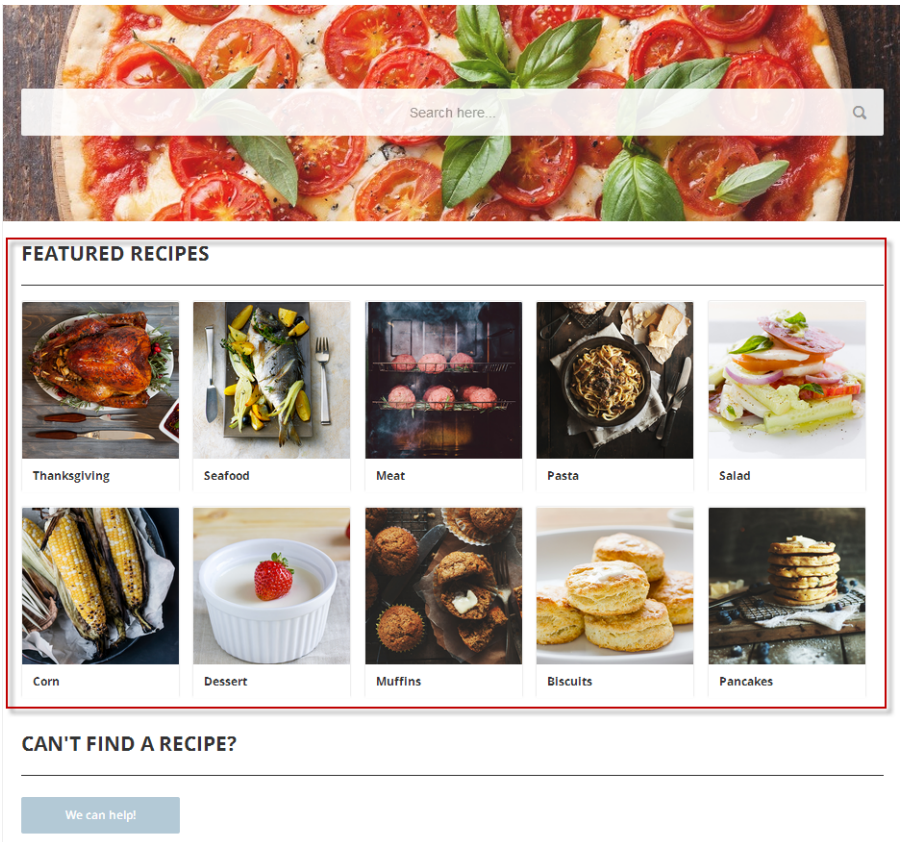 Search here...
FEATURED RECIPES
Thanksgiving
Seafood
Meat
Pasta
Salad
Corn
Dessert
Muffins
Biscuits
Pancakes
CAN'T FIND A RECIPE?
We can help!